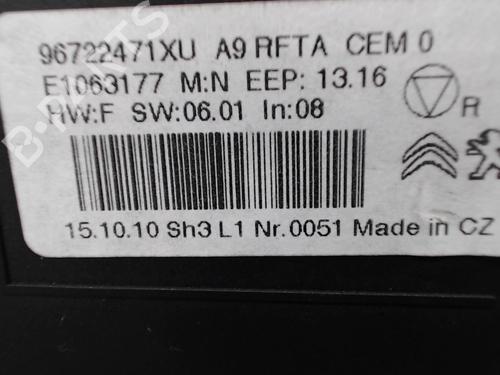 96722471XU A9 RFTA CEM 0
E1063177 M:N EEP: 13.16
HW:F SW:06.01 In:08
R
15.10.10 Sh3 L1 Nr.0051 Made in CZ
B-PARTS